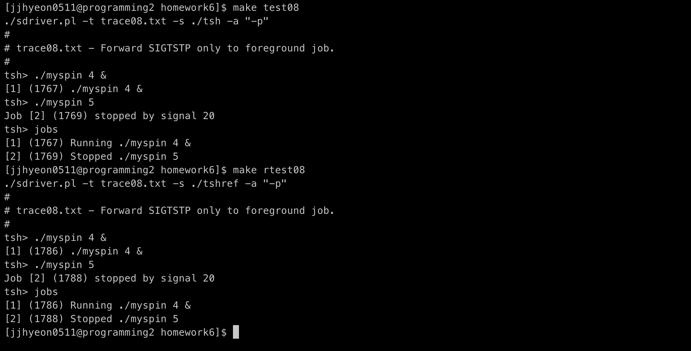 [jjhyeon0511@programming2 homework6]$ make test08
./sdriver.pl -t trace08.txt -s ./tsh -a "-p"
#
# trace08.txt - Forward SIGTSTP only to foreground job.
#
tsh> ./myspin 4 &
[1] (1767) ./myspin 4 &
tsh> ./myspin 5
Job [2] (1769) stopped by signal 20
tsh> jobs
[1] (1767) Running ./myspin 4 &
[2] (1769) Stopped ./myspin 5
[jjhyeon0511@programming2 homework6]$ make rtest08
./sdriver.pl -t trace08.txt -s ./tshref -a "-p"
#
# trace08.txt - Forward SIGTSTP only to foreground job.
#
tsh> ./myspin 4 &
[1] (1786) ./myspin 4 &
tsh> ./myspin 5
Job [2] (1788) stopped by signal 20
tsh> jobs
[1] (1786) Running ./myspin 4 &
[2] (1788) Stopped ./myspin 5
[jjhyeon0511@programming2 homework6]$